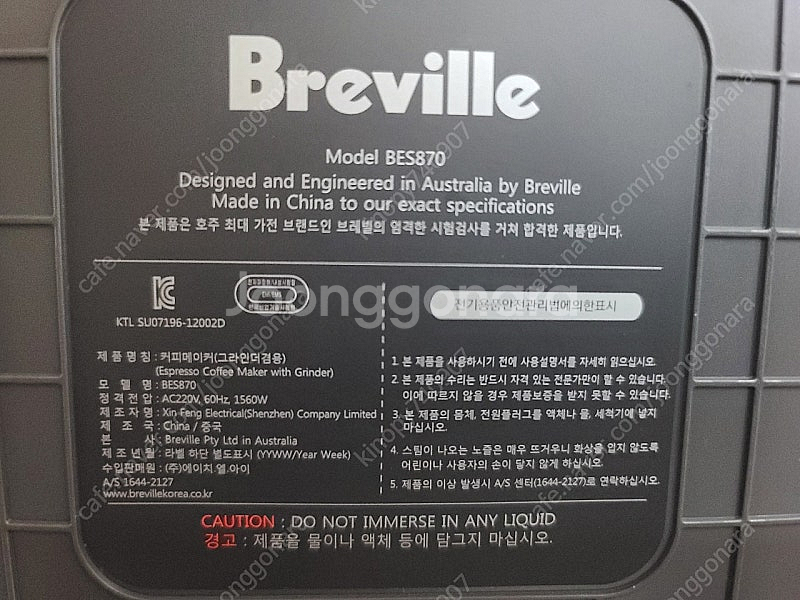 Breville
Model BES870
Designed and Engineered in Australia by Breville
Made in China to our exact specifications
본 제품은 호주 최대 가전 브랜드인 브레빌의 엄격한 시험검사를 거쳐 합격한 제품입니다.
KTL SU07196-12002D
전기용품안전관리법에의한표시
제 품 명 칭 : 커피메이커(그라인더겸용)
(Espresso Coffee Maker with Grinder)
모 델 명 : BES870
정 격 전 압 : AC220V, 60Hz, 1560W
제 조 자 명 : Xin Feng Electrical(Shenzhen) Company Limited
제 조 국 : China / 중국
본 사 : Breville Pty Ltd in Australia
제 조 년 월 : 라벨 하단 별도표시 (YYWW/Year Week)
수입판매원 : (주)에이치.엘.아이
A/S 1644-2127
www.brevillekorea.co.kr
1. 본 제품을 사용하시기 전에 사용설명서를 자세히 읽으십시오.
2. 본 제품의 수리는 반드시 자격 있는 전문가만이 할 수 있습니다.
이에 따르지 않을 경우 제품보증을 받지 못할 수 있습니다.
3. 본 제품의 몸체, 전원플러그를 액체나 물, 세척기에 넣지
마십시오.
4. 스팀이 나오는 노즐은 매우 뜨거우니 화상을 입지 않도록
어린이나 사용자의 손이 닿지 않게 하십시오.
5. 제품의 이상 발생시 A/S 센터(1644-2127)로 연락하십시오.
CAUTION : DO NOT IMMERSE IN ANY LIQUID
경고 : 제품을 물이나 액체 등에 담그지 마십시오.
Joonggonara
cafe.naver.com/joonggonara